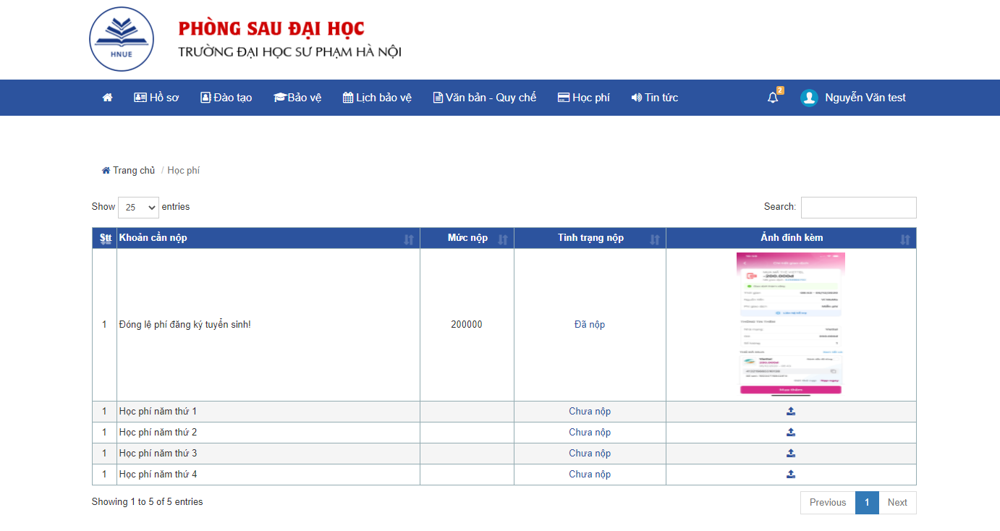 HNUE
PHÒNG SAU ĐẠI HỌC
TRƯỜNG ĐẠI HỌC SƯ PHẠM HÀ NỘI
Hồ sơ Đào tạo Bảo vệ Lịch bảo vệ Văn bản - Quy chế Học phí Tin tức 2 Nguyễn Văn test
Trang chủ / Học phí
Show 25 entries Search:
Stt Khoản cần nộp Mức nộp Tình trạng nộp Ảnh đính kèm
1 Đóng lệ phí đăng ký tuyển sinh! 200000 Đã nộp
-200.000đ
Viettel
200.000đ
Mua thêm
1 Học phí năm thứ 1 Chưa nộp
1 Học phí năm thứ 2 Chưa nộp
1 Học phí năm thứ 3 Chưa nộp
1 Học phí năm thứ 4 Chưa nộp
Showing 1 to 5 of 5 entries Previous 1 Next